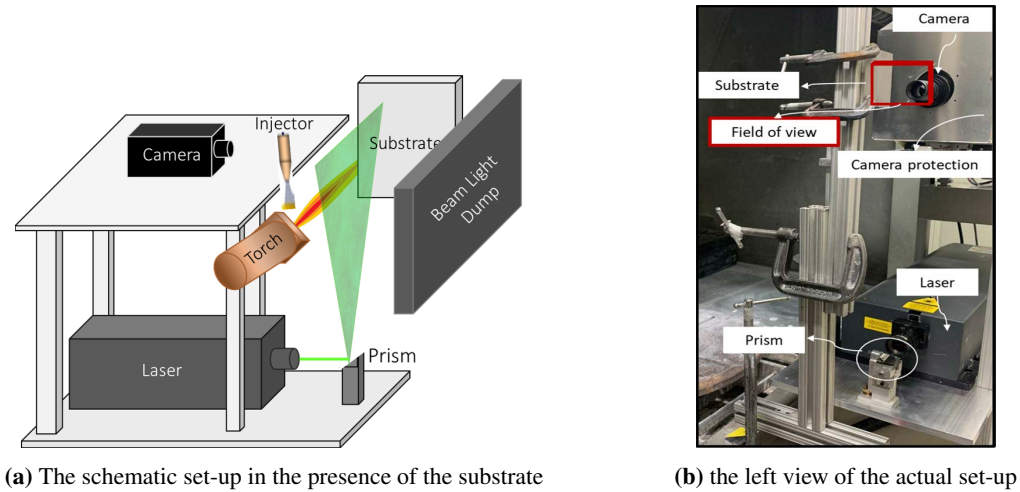 Injector
Camera
Substrate
Beam Light
Dump
Torch
Laser
Prism
(a) The schematic set-up in the presence of the substrate
Camera
Substrate
Field of view
Camera protection
Laser
Prism
(b) the left view of the actual set-up